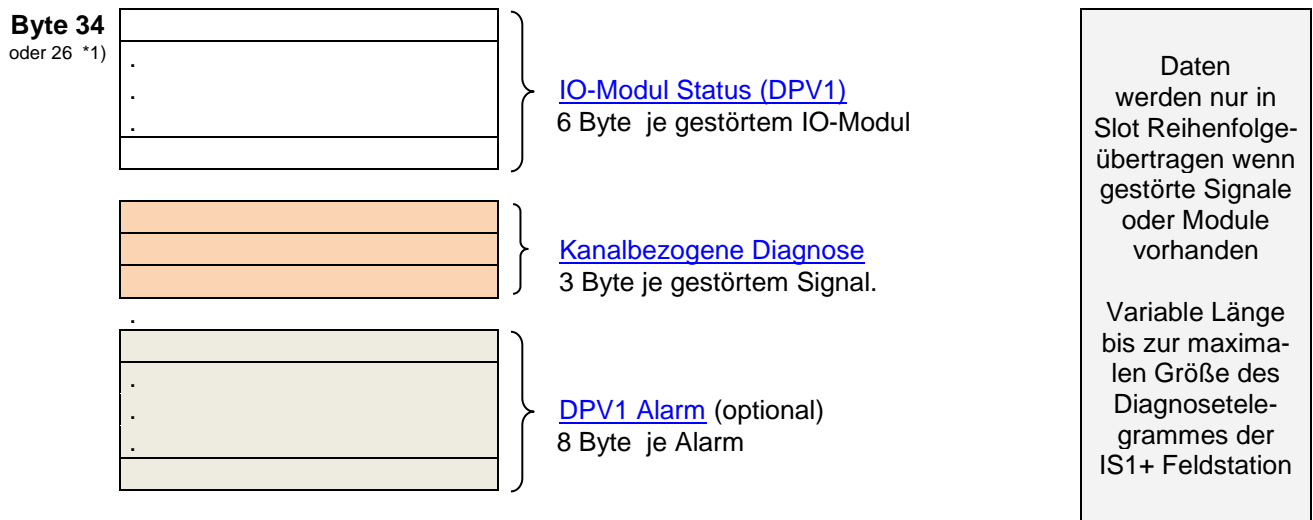 Byte 34
oder 26 *1)
.
.
.
IO-Modul Status (DPV1)
6 Byte je gestörtem IO-Modul
Kanalbezogene Diagnose
3 Byte je gestörtem Signal.
.
.
.
.
DPV1 Alarm (optional)
8 Byte je Alarm
Daten
werden nur in
Slot Reihenfolge-
übertragen wenn
gestörte Signale
oder Module
vorhanden
Variable Länge
bis zur maxima-
len Größe des
Diagnosetele-
grammes der
IS1+ Feldstation